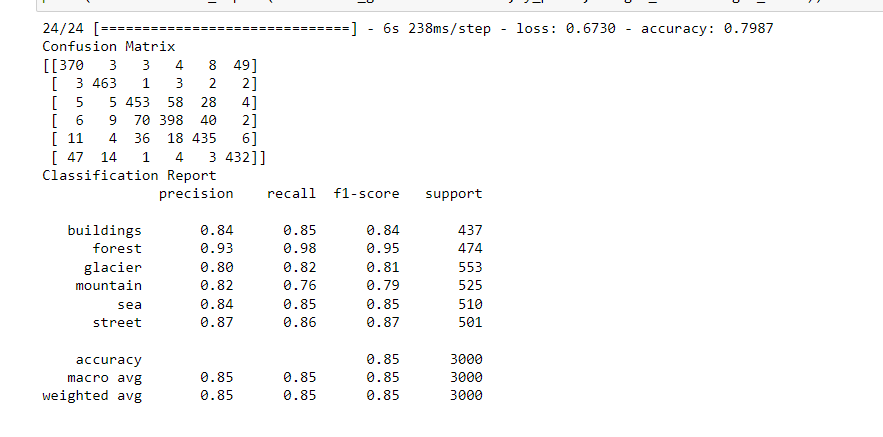 24/24 [==============================] - 6s 238ms/step - loss: 0.6730 - accuracy: 0.7987
Confusion Matrix
[[370   3   3   4   8  49]
 [  3 463   1   3   2   2]
 [  5   5 453  58  28   4]
 [  6   9  70 398  40   2]
 [ 11   4  36  18 435   6]
 [ 47  14   1   4   3 432]]
Classification Report
              precision    recall  f1-score   support

   buildings       0.84      0.85      0.84       437
      forest       0.93      0.98      0.95       474
     glacier       0.80      0.82      0.81       553
    mountain       0.82      0.76      0.79       525
         sea       0.84      0.85      0.85       510
      street       0.87      0.86      0.87       501

    accuracy                           0.85      3000
   macro avg       0.85      0.85      0.85      3000
weighted avg       0.85      0.85      0.85      3000